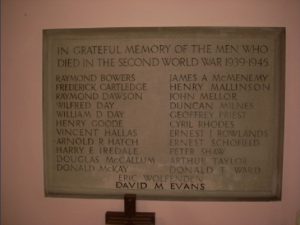 IN GRATEFUL MEMORY OF THE MEN WHO
DIED IN THE SECOND WORLD WAR 1939-1945
RAYMOND BOWERS
FREDERICK CARTLEDGE
RAYMOND DAWSON
WILFRED DAY
WILLIAM D DAY
HENRY GOODE
VINCENT HALLAS
ARNOLD R HATCH
HARRY E IREDALE
DOUGLAS McCALLUM
DONALD McKAY
JAMES A McMENEMY
HENRY MALLINSON
JOHN MELLOR
DUNCAN MILNES
GEOFFREY PRIEST
CYRIL RHODES
ERNEST I ROWLANDS
ERNEST SCHOFIELD
PETER SHAW
ARTHUR TAYLOR
DONALD T WARD
ERIC WOLFENDEN
DAVID M EVANS